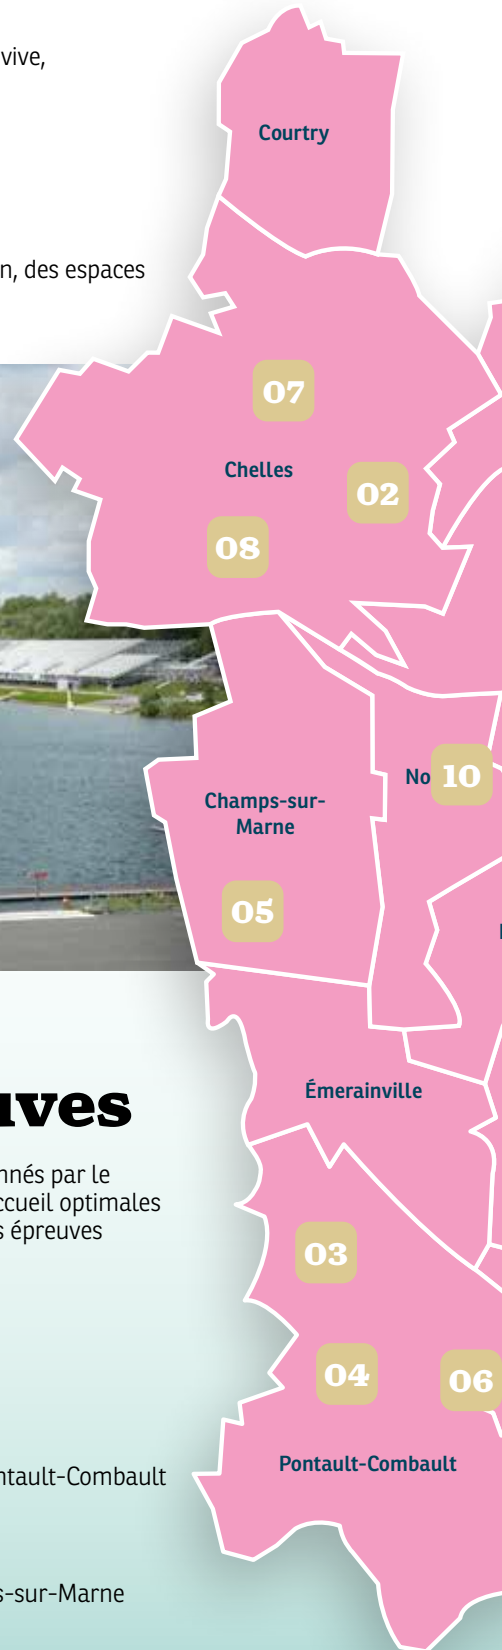 vive,
Courtry
n, des espaces
07
Chelles
02
08
No
10
Champs-sur-
Marne
05
uves
Émerainville
nnés par le
ccueil optimales
s épreuves
03
04
06
Pontault-Combault
ntault-Combault
s-sur-Marne